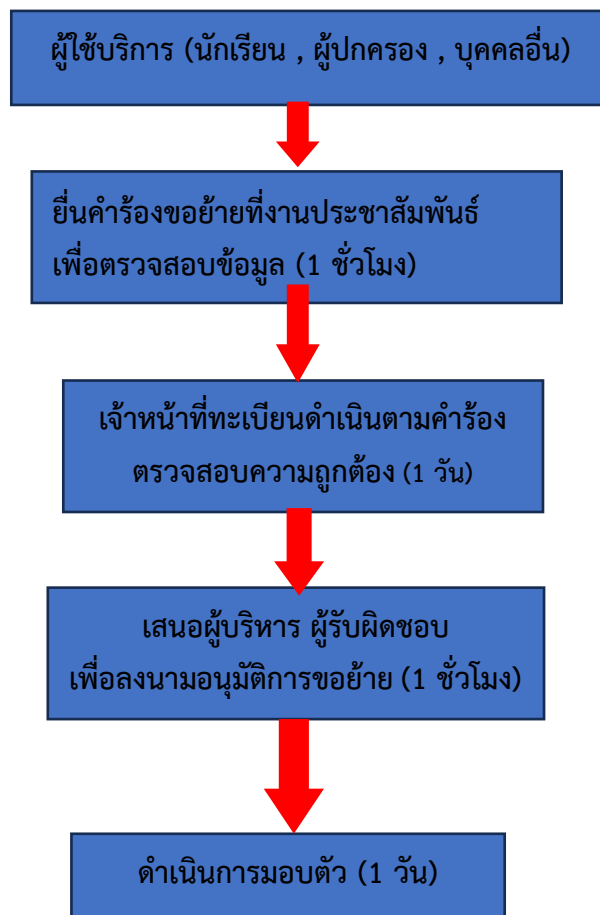 ผู้ใช้บริการ (นักเรียน , ผู้ปกครอง , บุคคลอื่น)
ยื่นคำร้องขอย้ายที่งานประชาสัมพันธ์
เพื่อตรวจสอบข้อมูล (1 ชั่วโมง)
เจ้าหน้าที่ทะเบียนดำเนินตามคำร้อง
ตรวจสอบความถูกต้อง (1 วัน)
เสนอผู้บริหาร ผู้รับผิดชอบ
เพื่อลงนามอนุมัติการขอย้าย (1 ชั่วโมง)
ดำเนินการมอบตัว (1 วัน)